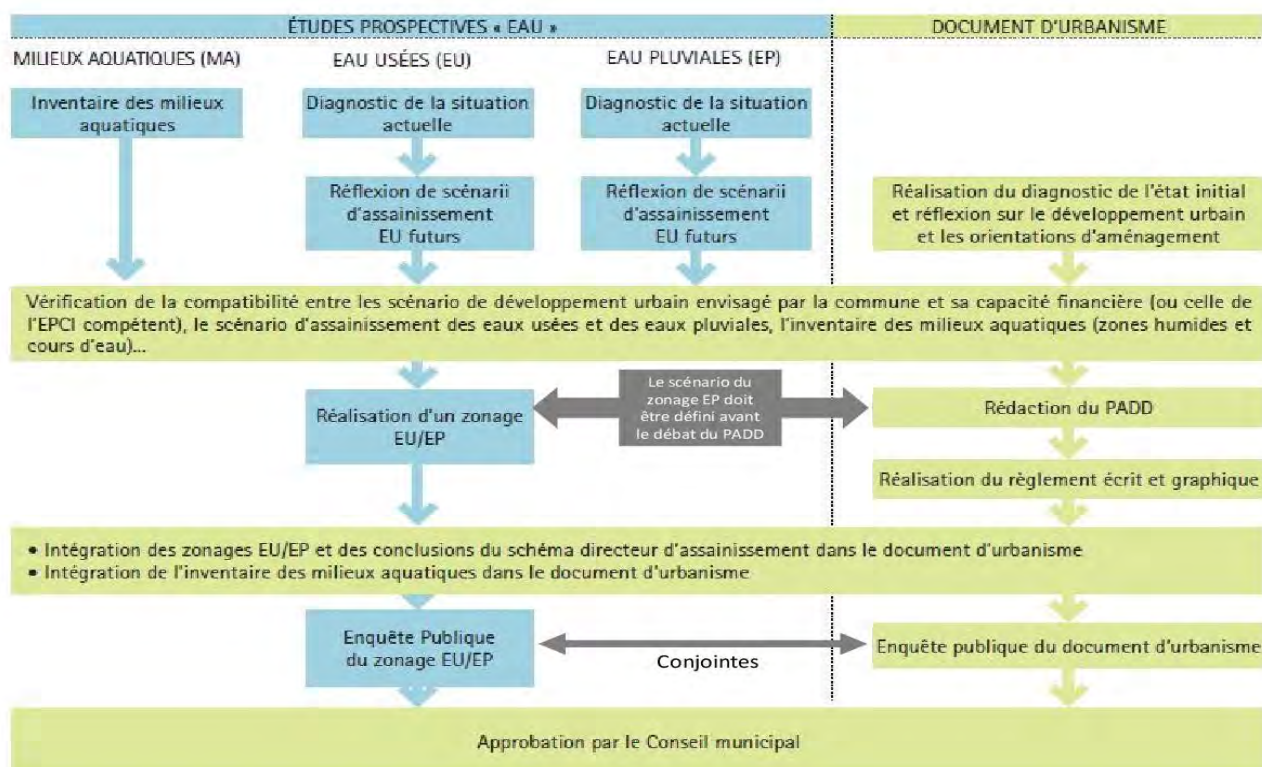 ÉTUDES PROSPECTIVES « EAU »
DOCUMENT D'URBANISME
MILIEUX AQUATIQUES (MA)
EAU USÉES (EU)
EAU PLUVIALES (EP)
Inventaire des milieux
aquatiques
Diagnostic de la situation
actuelle
Diagnostic de la situation
actuelle
Réflexion de scénarii
d'assainissement
EU futurs
Réflexion de scénarii
d'assainissement
EU futurs
Réalisation du diagnostic de l'état initial
et réflexion sur le développement urbain
et les orientations d'aménagement
Vérification de la compatibilité entre les scénario de développement urbain envisagé par la commune et sa capacité financière (ou celle de
l'EPCI compétent), le scénario d'assainissement des eaux usées et des eaux pluviales, l'inventaire des milieux aquatiques (zones humides et
cours d'eau)...
Réalisation d'un zonage
EU/EP
Le scénario du
zonage EP doit
être défini avant
le débat du PADD
Rédaction du PADD
Réalisation du règlement écrit et graphique
• Intégration des zonages EU/EP et des conclusions du schéma directeur d'assainissement dans le document d'urbanisme
• Intégration de l'inventaire des milieux aquatiques dans le document d'urbanisme
Enquête Publique
du zonage EU/EP
Conjointes
Enquête publique du document d'urbanisme
Approbation par le Conseil municipal